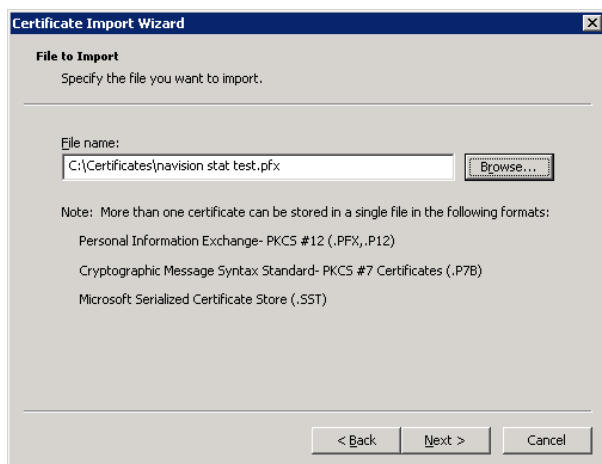 Certificate Import Wizard
File to Import
Specify the file you want to import.
File name:
C:\Certificates\navision stat test.pfx
Browse...
Note: More than one certificate can be stored in a single file in the following formats:
Personal Information Exchange- PKCS #12 (.PFX,.P12)
Cryptographic Message Syntax Standard- PKCS #7 Certificates (.P7B)
Microsoft Serialized Certificate Store (.SST)
< Back Next > Cancel